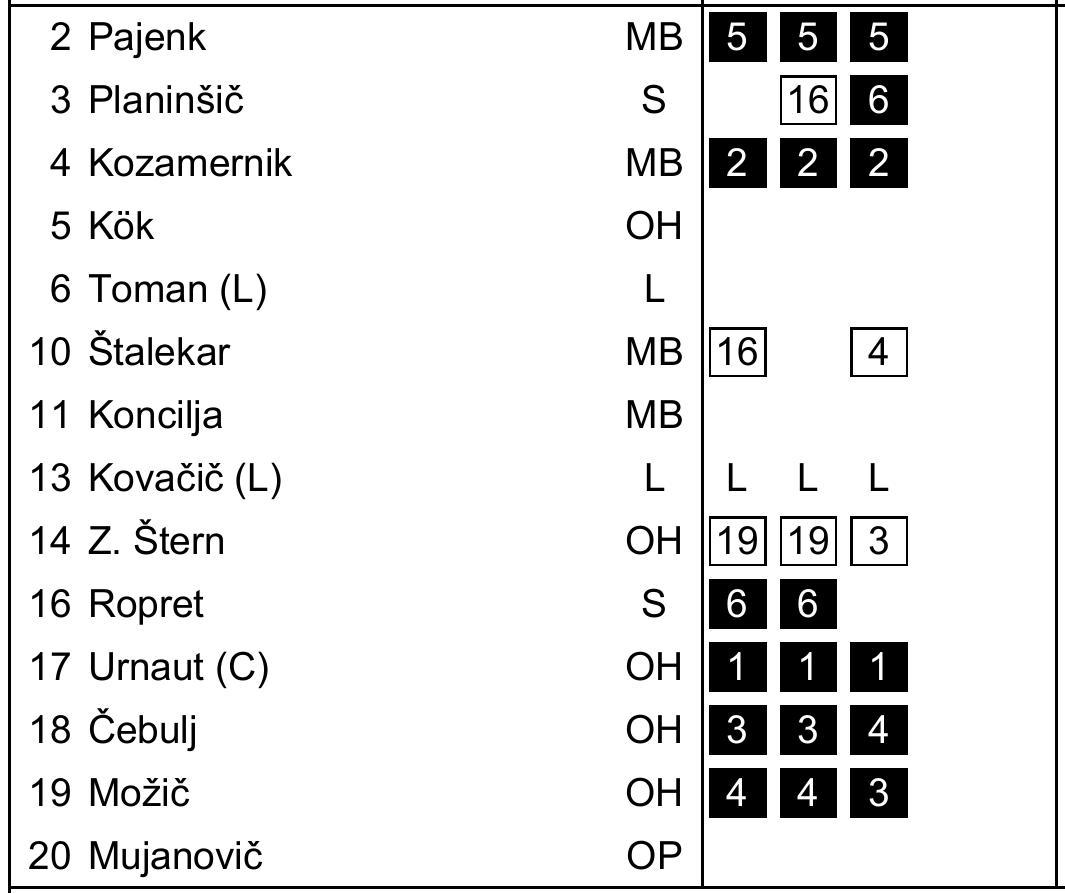 2 Pajenk MB 5 5 5
3 Planinšič S 16 6
4 Kozamernik MB 2 2 2
5 Kök OH
6 Toman (L) L
10 Štalekar MB 16 4
11 Koncilja MB
13 Kovačič (L) L L L L
14 Z. Štern OH 19 19 3
16 Ropret S 6 6
17 Urnaut (C) OH 1 1 1
18 Čebulj OH 3 3 4
19 Možič OH 4 4 3
20 Mujanovič OP